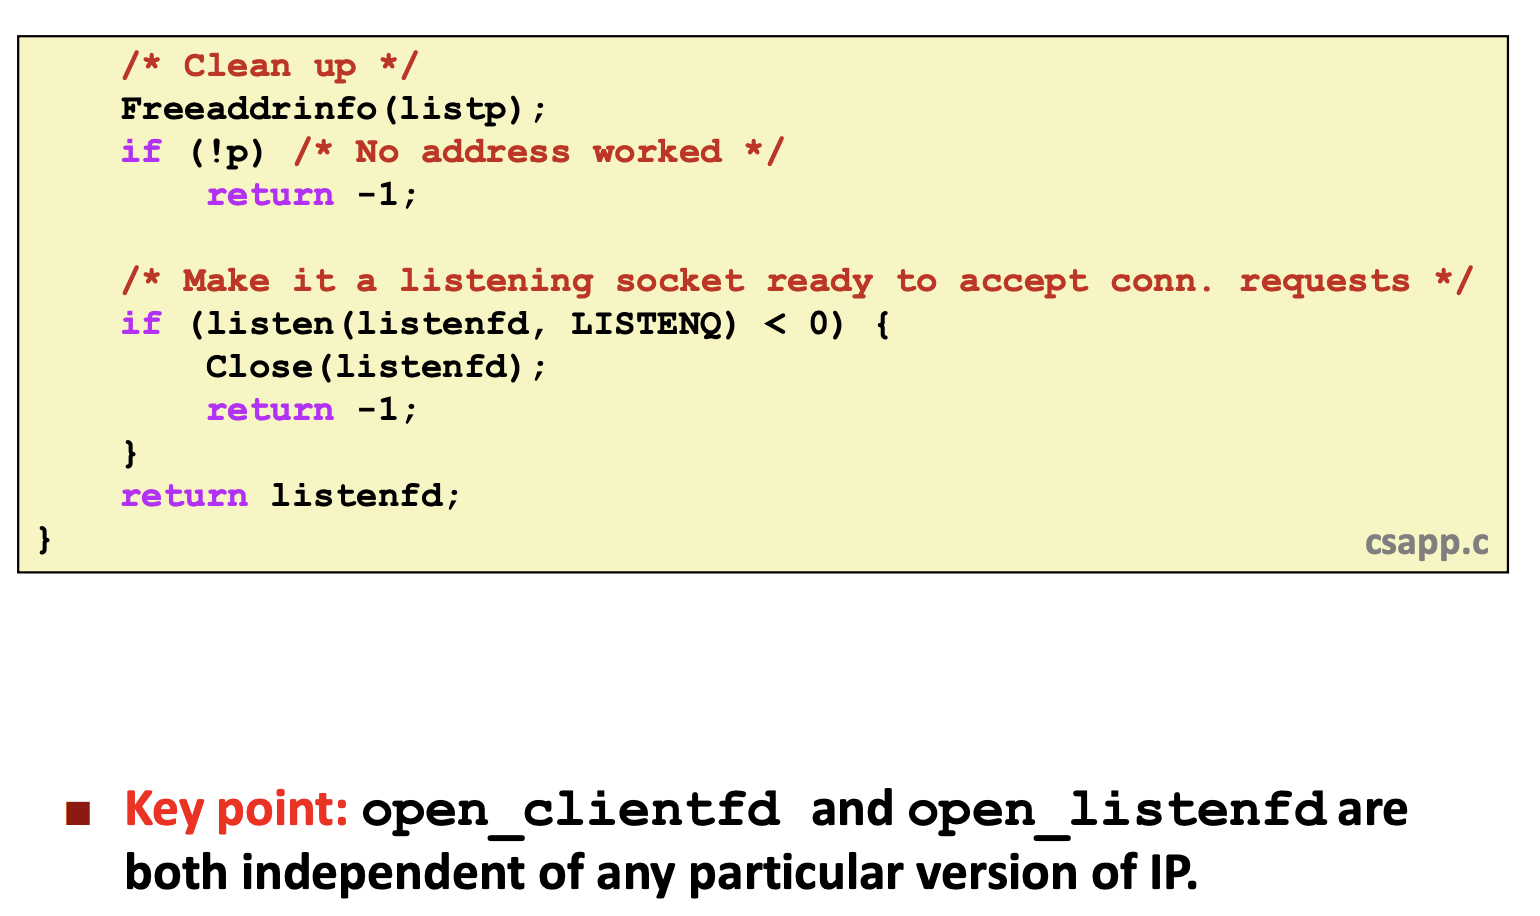 /* Clean up */
Freeaddrinfo(listp);
if (!p) /* No address worked */
return -1;
/* Make it a listening socket ready to accept conn. requests */
if (listen(listenfd, LISTENQ) < 0) {
Close(listenfd);
return -1;
}
return listenfd;
}
csapp.c
Key point: open_clientfd and open_listenfd are
both independent of any particular version of IP.